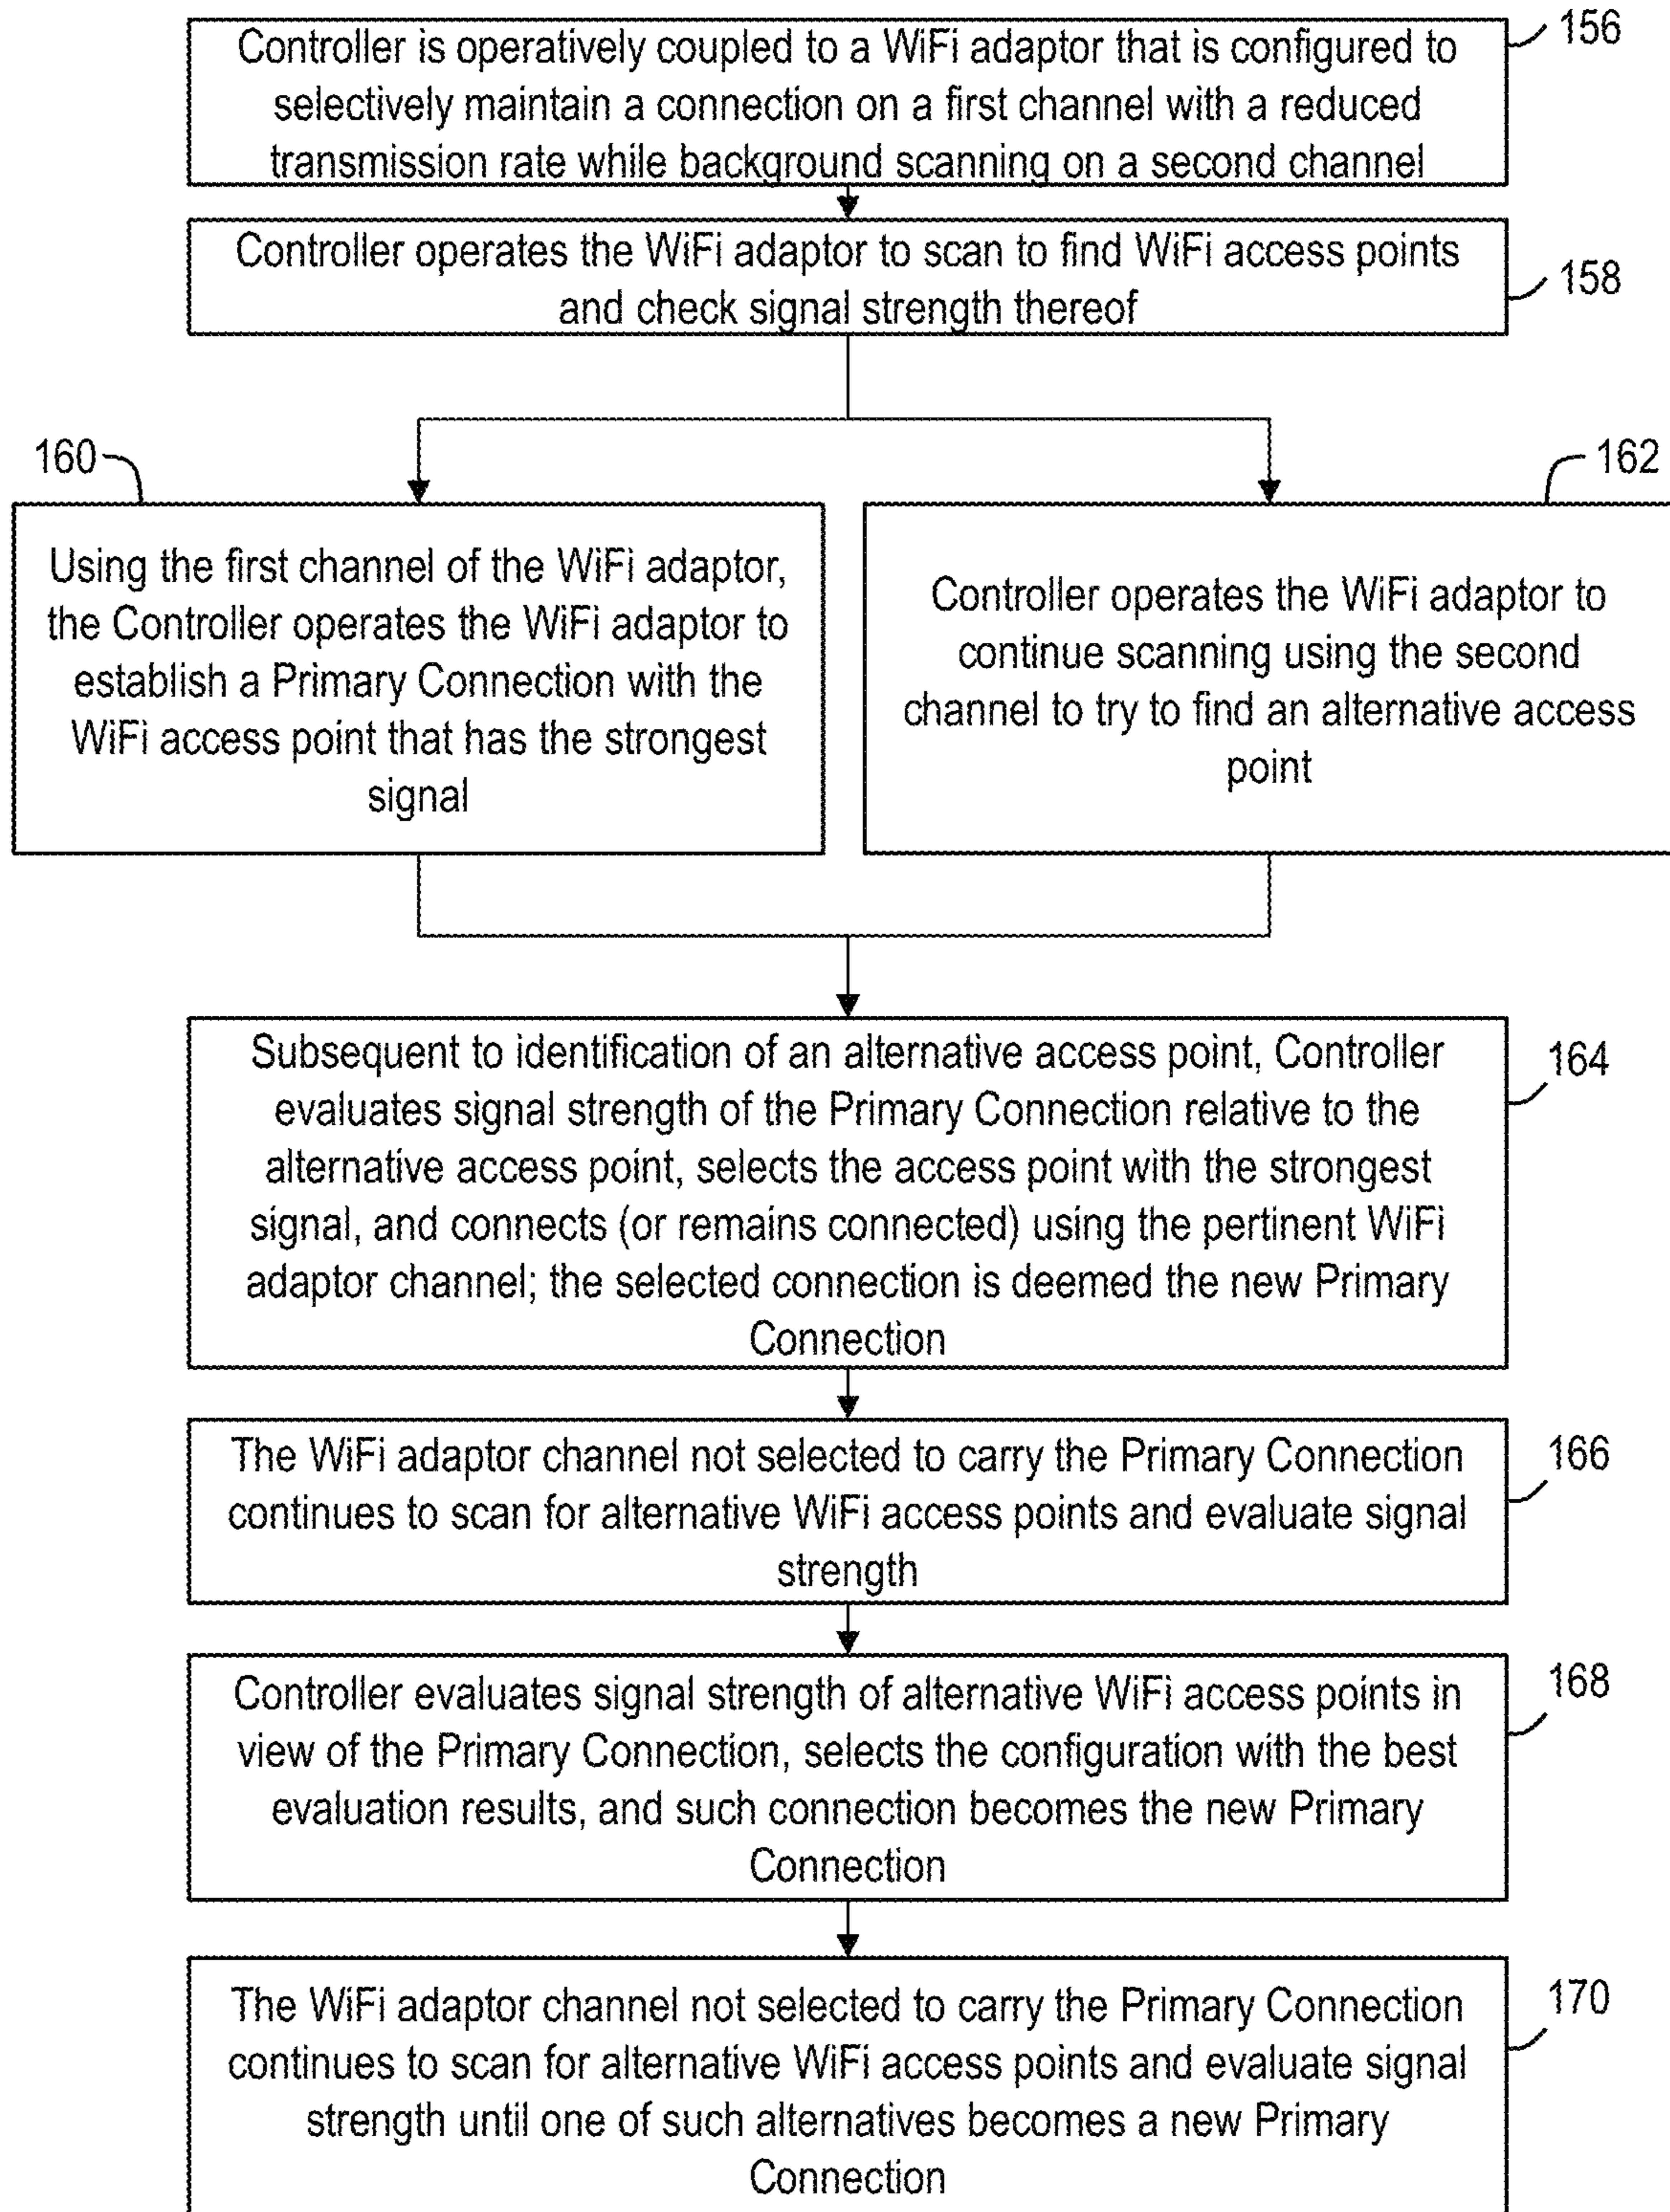 Controller is operatively coupled to a WiFi adaptor that is configured to
selectively maintain a connection on a first channel with a reduced
transmission rate while background scanning on a second channel
156
Controller operates the WiFi adaptor to scan to find WiFi access points
and check signal strength thereof
158
160
Using the first channel of the WiFi adaptor,
the Controller operates the WiFi adaptor to
establish a Primary Connection with the
WiFi access point that has the strongest
signal
162
Controller operates the WiFi adaptor to
continue scanning using the second
channel to try to find an alternative access
point
Subsequent to identification of an alternative access point, Controller
evaluates signal strength of the Primary Connection relative to the
alternative access point, selects the access point with the strongest
signal, and connects (or remains connected) using the pertinent WiFi
adaptor channel; the selected connection is deemed the new Primary
Connection
164
The WiFi adaptor channel not selected to carry the Primary Connection
continues to scan for alternative WiFi access points and evaluate signal
strength
166
Controller evaluates signal strength of alternative WiFi access points in
view of the Primary Connection, selects the configuration with the best
evaluation results, and such connection becomes the new Primary
Connection
168
The WiFi adaptor channel not selected to carry the Primary Connection
continues to scan for alternative WiFi access points and evaluate signal
strength until one of such alternatives becomes a new Primary
Connection
170